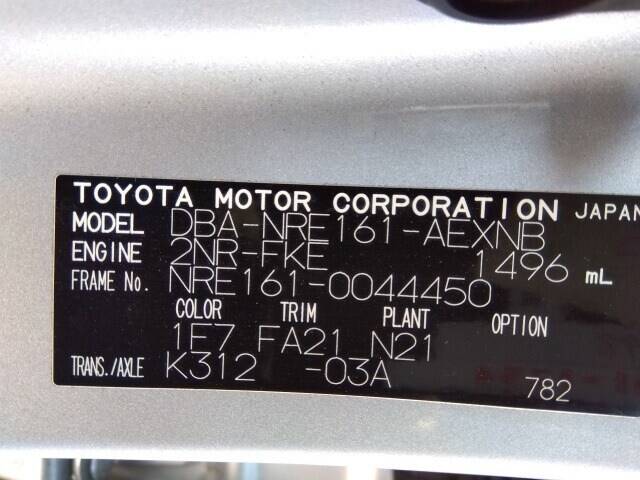 TOYOTA MOTOR CORPORATION JAPAN
MODEL DBA-NRE161-AEXNB
ENGINE 2NR-FKE 1496 mL
FRAME No. NRE161-0044450
COLOR TRIM PLANT OPTION
1F7 FA21 N21
TRANS./AXLE K312 -03A
782